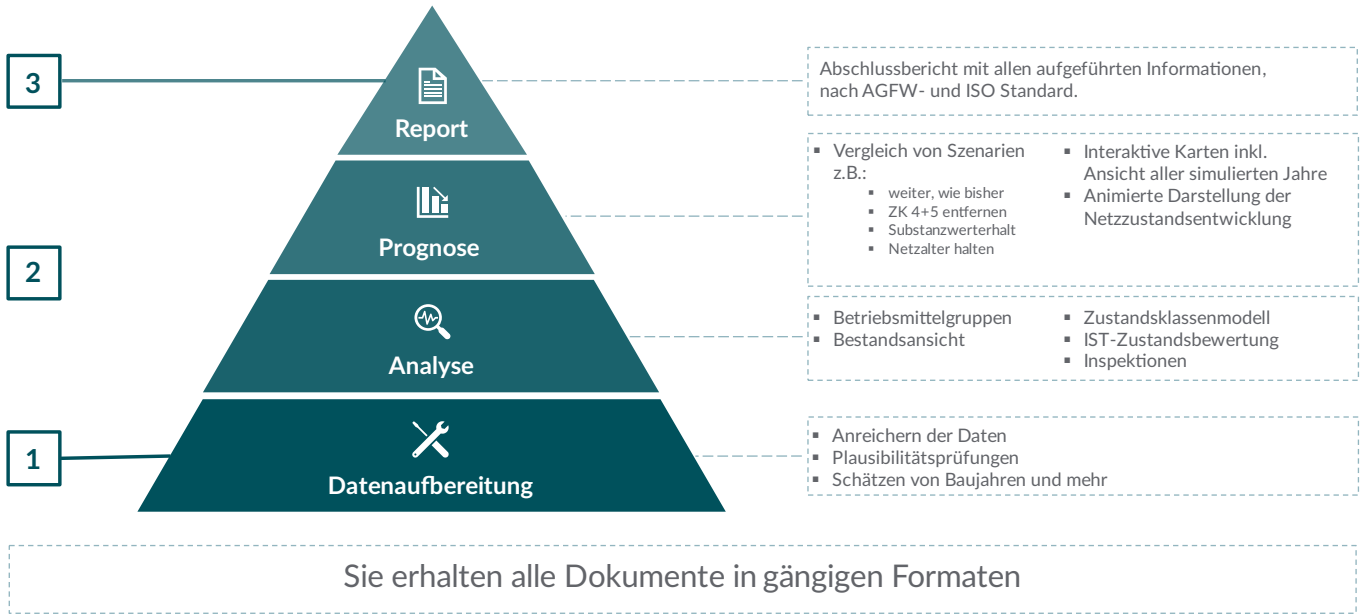 3
Report
Abschlussbericht mit allen aufgeführten Informationen,
nach AGFW- und ISO Standard.
2
Prognose
▪ Vergleich von Szenarien
z.B.:
▪ weiter, wie bisher
▪ ZK 4+5 entfernen
▪ Substanzwerterhalt
▪ Netzalter halten
▪ Interaktive Karten inkl.
Ansicht aller simulierten Jahre
▪ Animierte Darstellung der
Netzzustandsentwicklung
Analyse
▪ Betriebsmittelgruppen
▪ Bestandsansicht
▪ Zustandsklassenmodell
▪ IST-Zustandsbewertung
▪ Inspektionen
1
Datenaufbereitung
▪ Anreichern der Daten
▪ Plausibilitätsprüfungen
▪ Schätzen von Baujahren und mehr
Sie erhalten alle Dokumente in gängigen Formaten